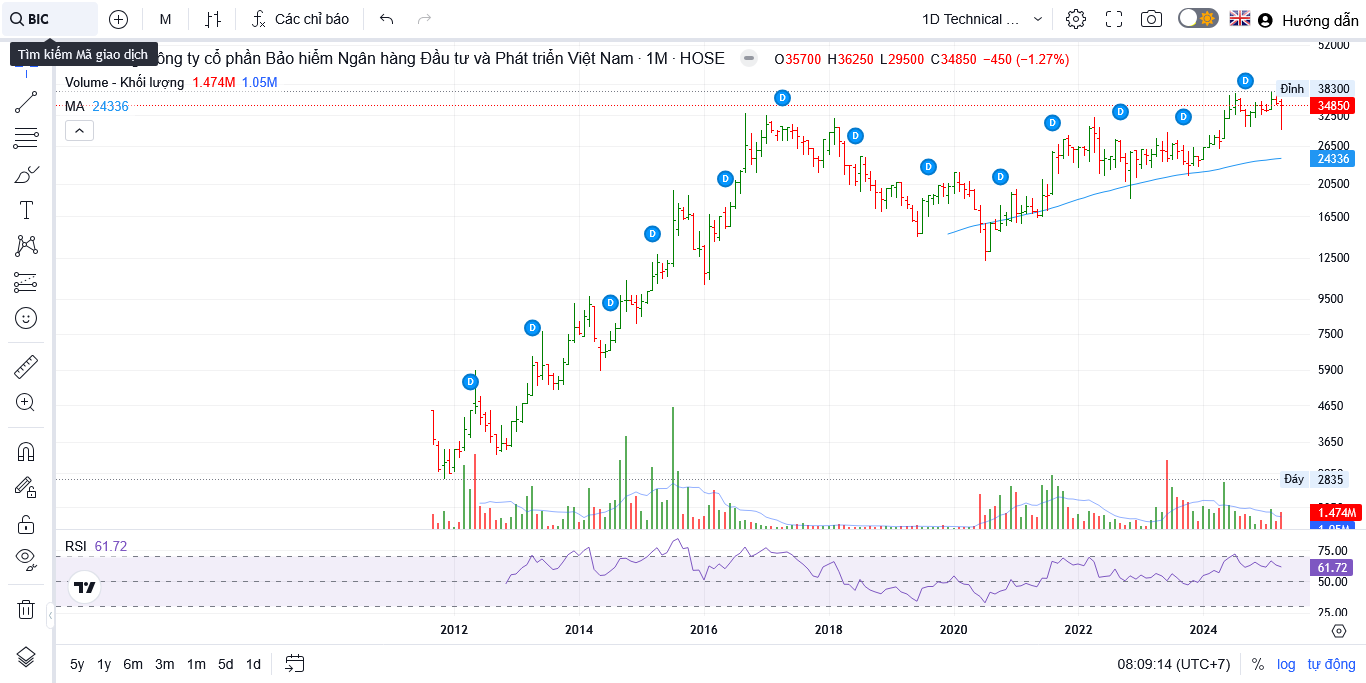 BIC
M
Các chỉ báo
1D Technical ...
Hướng dẫn
Tìm kiếm Mã giao dịch
ông ty cổ phần Bảo hiểm Ngân hàng Đầu tư và Phát triển Việt Nam · 1M · HOSE
O35700 H36250 L29500 C34850 −450 (−1.27%)
Volume - Khối lượng 1.474M 1.05M
MA 24336
52000
Đỉnh 38300
34850
32500
26500
24336
20500
16500
12500
9500
7500
5900
4650
3650
Đáy 2835
1.474M
1.05M
D
D
D
D
D
D
D
D
D
D
D
D
D
D
RSI 61.72
75.00
61.72
50.00
25.00
2012
2014
2016
2018
2020
2022
2024
5y 1y 6m 3m 1m 5d 1d
08:09:14 (UTC+7)
% log tự động